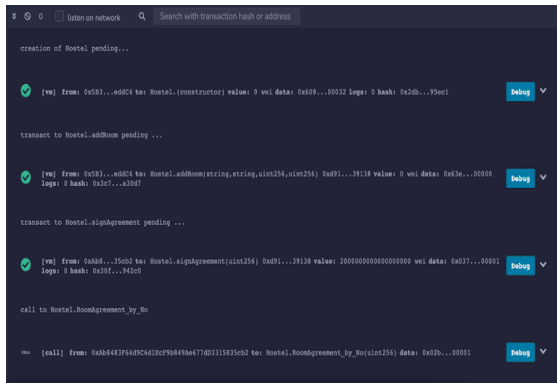 0 listen on network Search with transaction hash or address
creation of Hostel pending...
[vm] from: 0x5B3...eddC4 to: Hostel.(constructor) value: 0 wei data: 0x608...00032 logs: 0 hash: 0x2db...95ec1 Debug
transact to Hostel.addRoom pending ...
[vm] from: 0x5B3...eddC4 to: Hostel.addRoom(string,string,uint256,uint256) 0xd91...39138 value: 0 wei data: 0x63e...00000 Debug
logs: 0 hash: 0x3c7...a30d7
transact to Hostel.signAgreement pending ...
[vm] from: 0xAb8...35cb2 to: Hostel.signAgreement(uint256) 0xd91...39138 value: 2000000000000000000 wei data: 0x037...00001 Debug
logs: 0 hash: 0x30f...942c0
call to Hostel.RoomAgreement_by_No
CALL [call] from: 0xAb8483F64d9C6d1EcF9b849Ae677dD3315835cb2 to: Hostel.RoomAgreement_by_No(uint256) data: 0x02b...00001 Debug